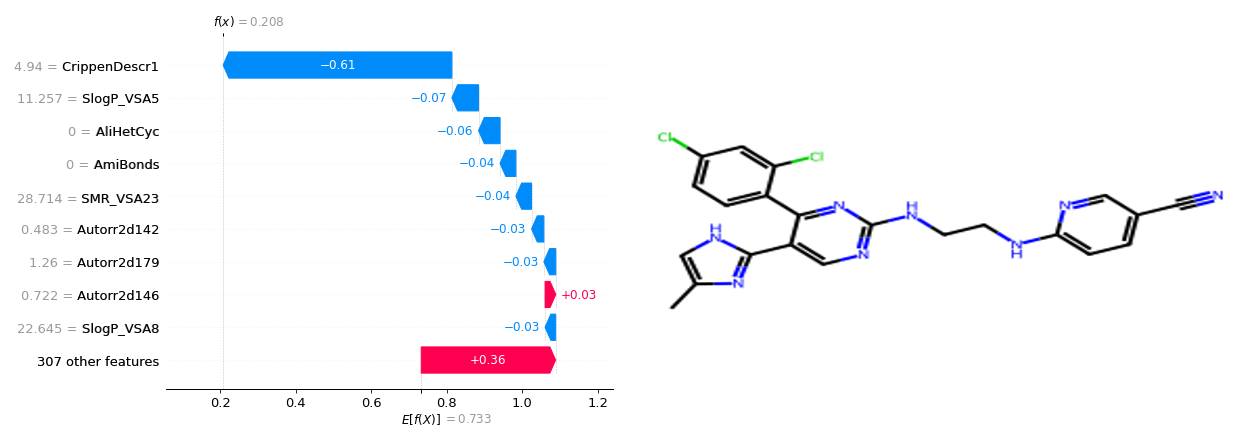 f(x) = 0.208
4.94 = CrippenDescr1
−0.61
11.257 = SlogP_VSA5
−0.07
0 = AliHetCyc
−0.06
0 = AmiBonds
−0.04
28.714 = SMR_VSA23
−0.04
0.483 = Autorr2d142
−0.03
1.26 = Autorr2d179
−0.03
0.722 = Autorr2d146
+0.03
22.645 = SlogP_VSA8
−0.03
307 other features
+0.36
0.2 0.4 0.6 0.8 1.0 1.2
E[f(X)] = 0.733
Cl
Cl
N
H
N
H
N
N
N
N
N
H
N